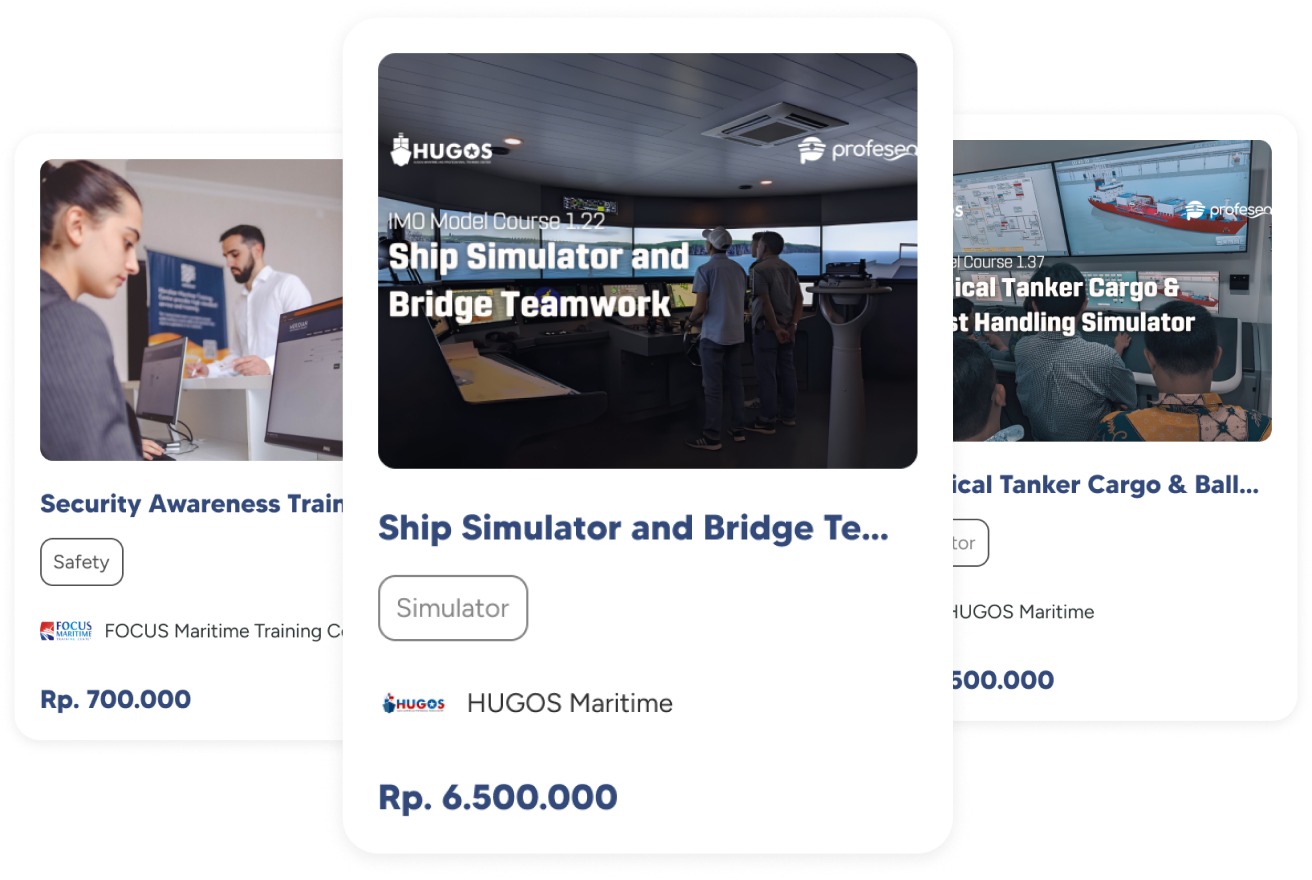 Security Awareness Train
Safety
FOCUS
MARITIME
FOCUS Maritime Training Ce
Rp. 700.000
HUGOS
profesea
IMO Model Course 1.22
Ship Simulator and
Bridge Teamwork
Ship Simulator and Bridge Te...
Simulator
HUGOS
HUGOS Maritime
Rp. 6.500.000
profesea
el Course 1.37
ical Tanker Cargo &
st Handling Simulator
ical Tanker Cargo & Ball...
tor
HUGOS Maritime
500.000